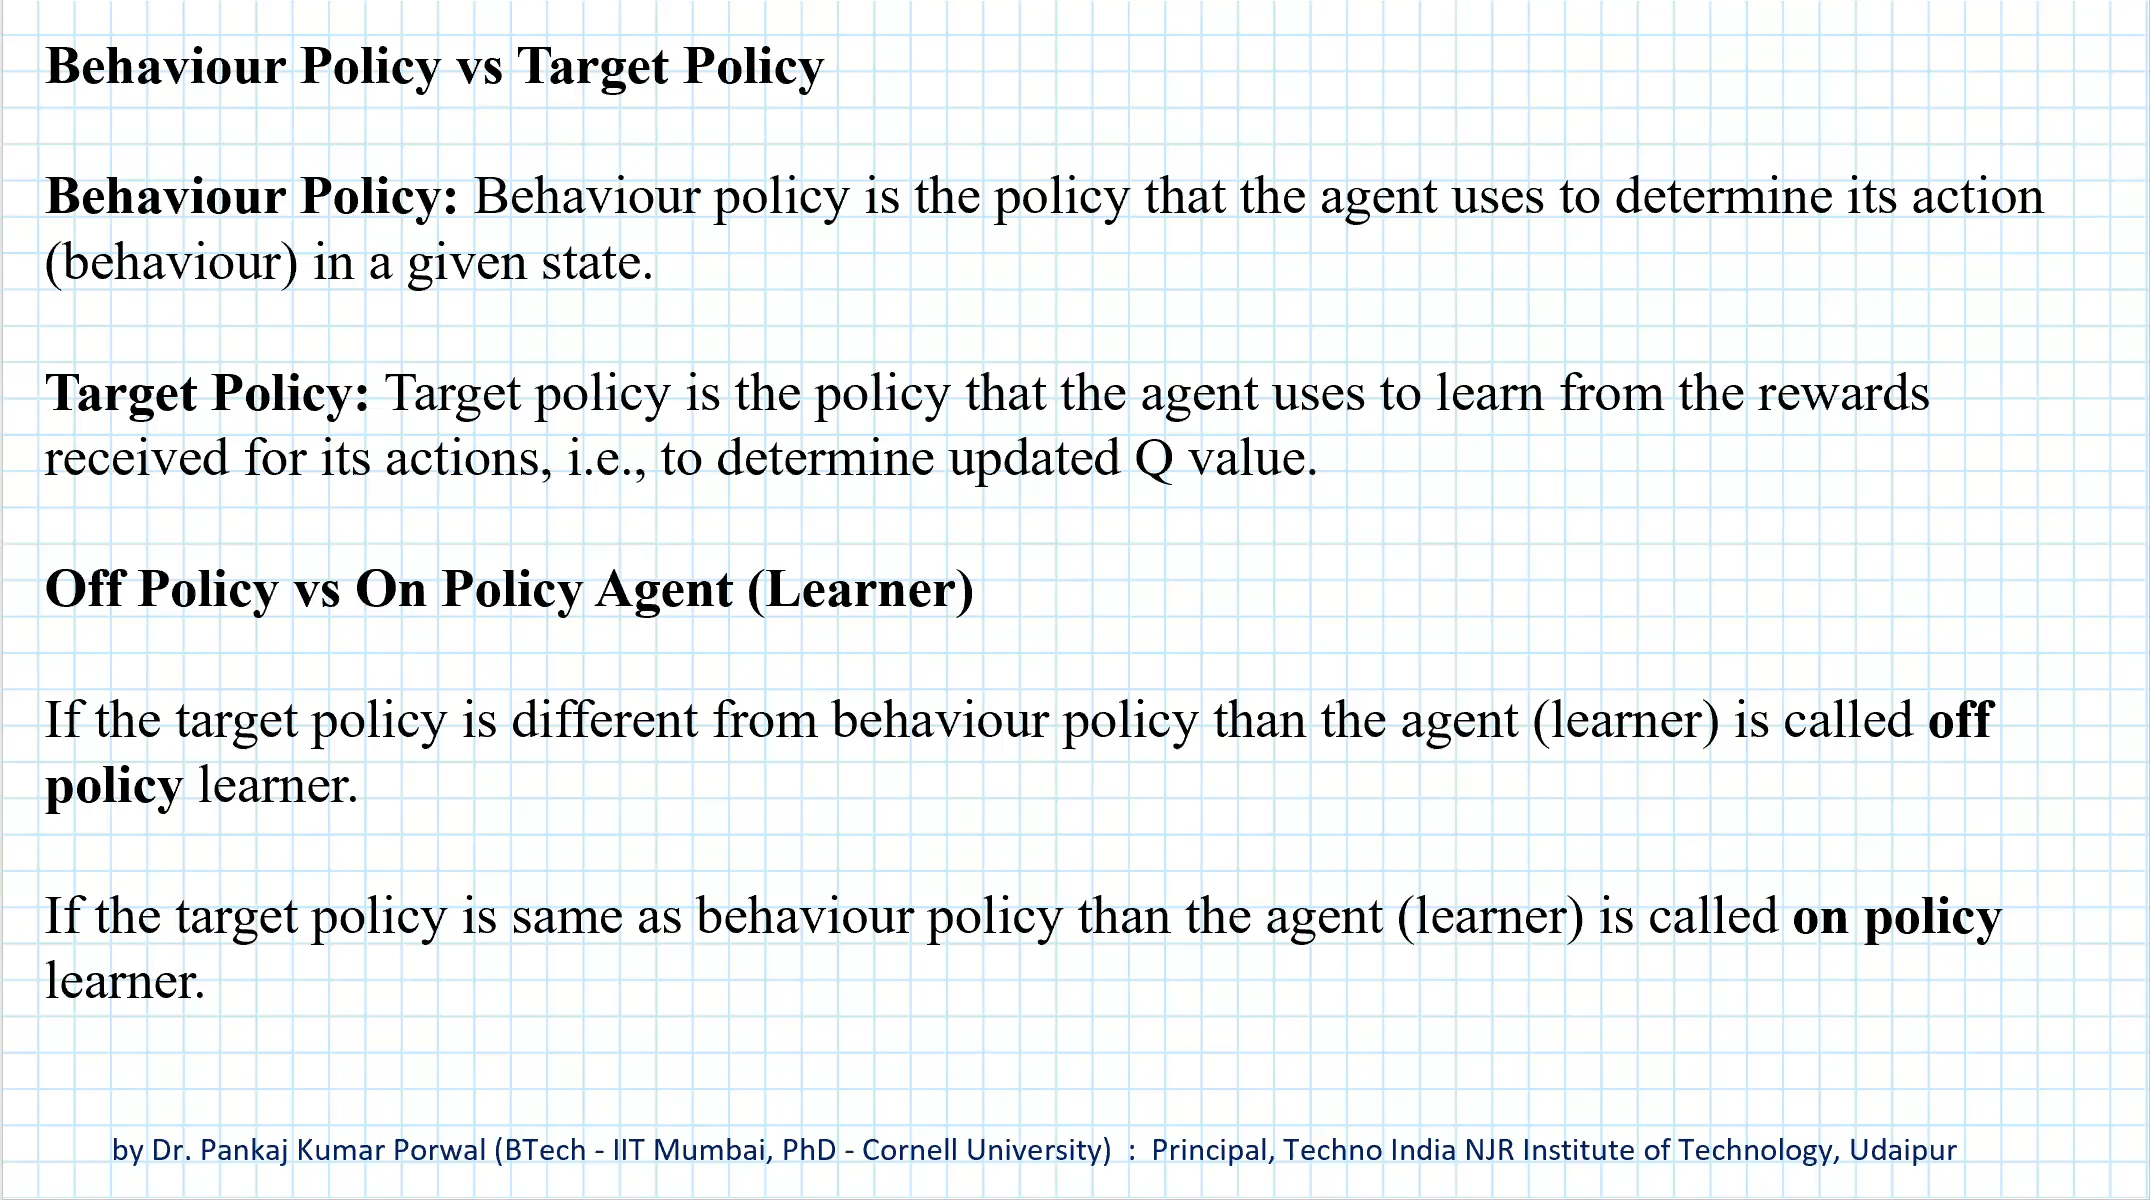 Behaviour Policy vs Target Policy
Behaviour Policy: Behaviour policy is the policy that the agent uses to determine its action
(behaviour) in a given state.
Target Policy: Target policy is the policy that the agent uses to learn from the rewards
received for its actions, i.e., to determine updated Q value.
Off Policy vs On Policy Agent (Learner)
If the target policy is different from behaviour policy than the agent (learner) is called off
policy learner.
If the target policy is same as behaviour policy than the agent (learner) is called on policy
learner.
by Dr. Pankaj Kumar Porwal (BTech - IIT Mumbai, PhD - Cornell University) : Principal, Techno India NJR Institute of Technology, Udaipur